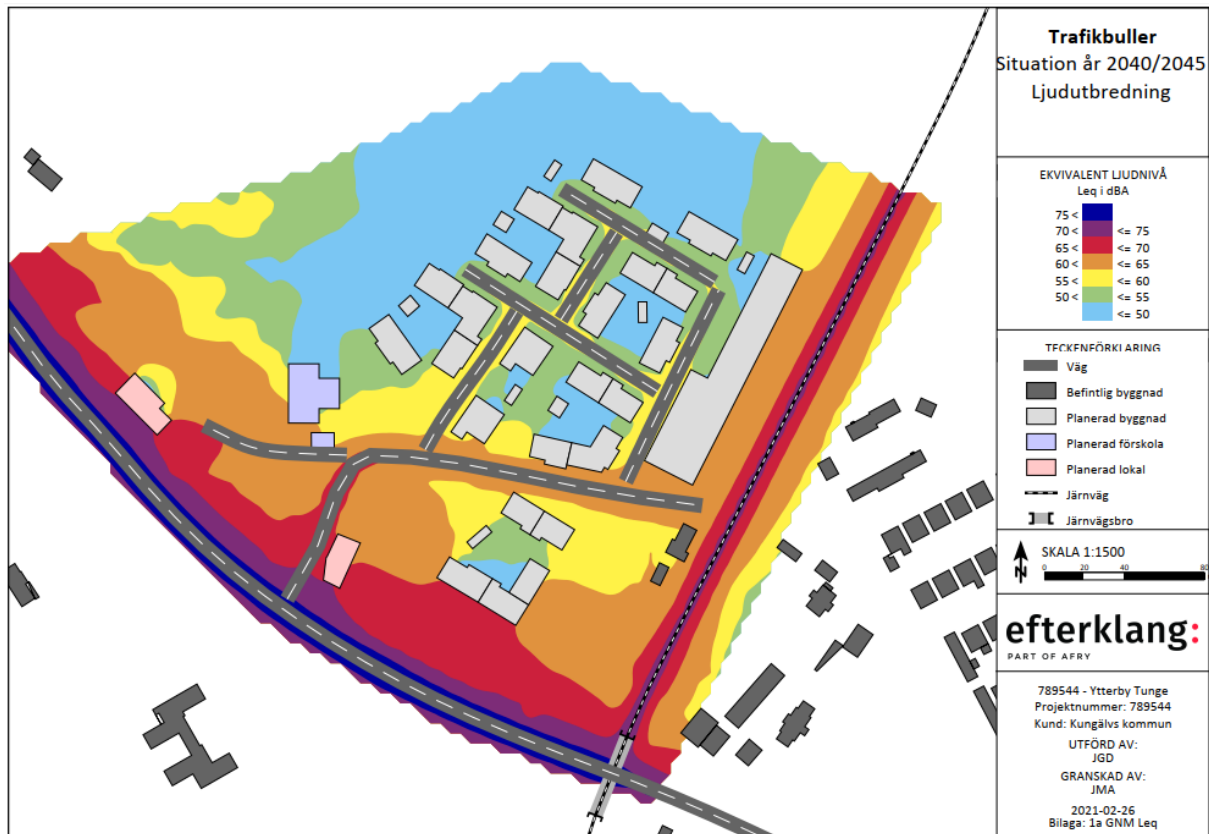 Trafikbuller
Situation år 2040/2045
Ljudutbredning
EKVIVALENT LJUDNIVÅ
Leq i dBA
75 <
70 < <= 75
65 < <= 70
60 < <= 65
55 < <= 60
50 < <= 55
<= 50
TECKENFÖRKLARING
Väg
Befintlig byggnad
Planerad byggnad
Planerad förskola
Planerad lokal
Järnväg
Järnvägsbro
N
SKALA 1:1500
0 20 40 80
efterklang:
PART OF AFRY
789544 - Ytterby Tunge
Projektnummer: 789544
Kund: Kungälvs kommun
UTFÖRD AV:
JGD
GRANSKAD AV:
JMA
2021-02-26
Bilaga: 1a GNM Leq